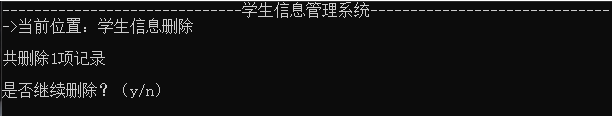 ------------------------------学生信息管理系统------------------------------
->当前位置：学生信息删除
共删除1项记录
是否继续删除？（y/n）